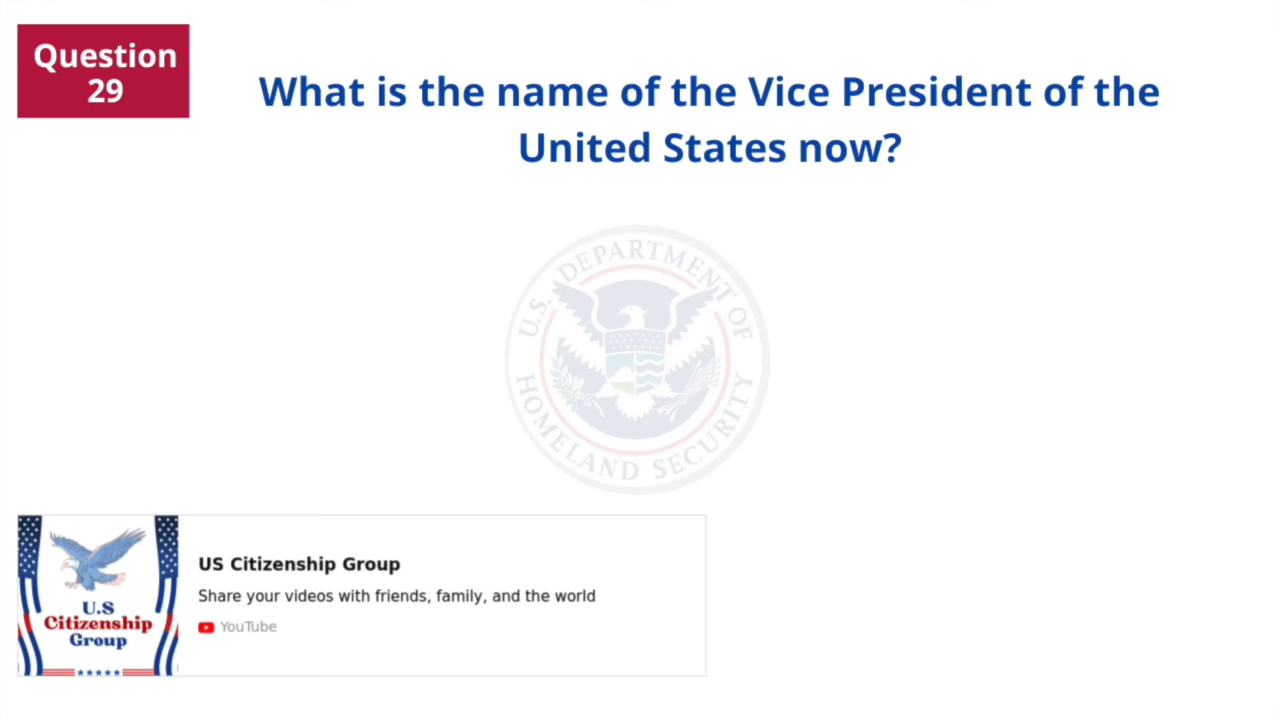 Question
29
What is the name of the Vice President of the
United States now?
U.S. DEPARTMENT OF
HOMELAND SECURITY
U.S
Citizenship
Group
US Citizenship Group
Share your videos with friends, family, and the world
YouTube